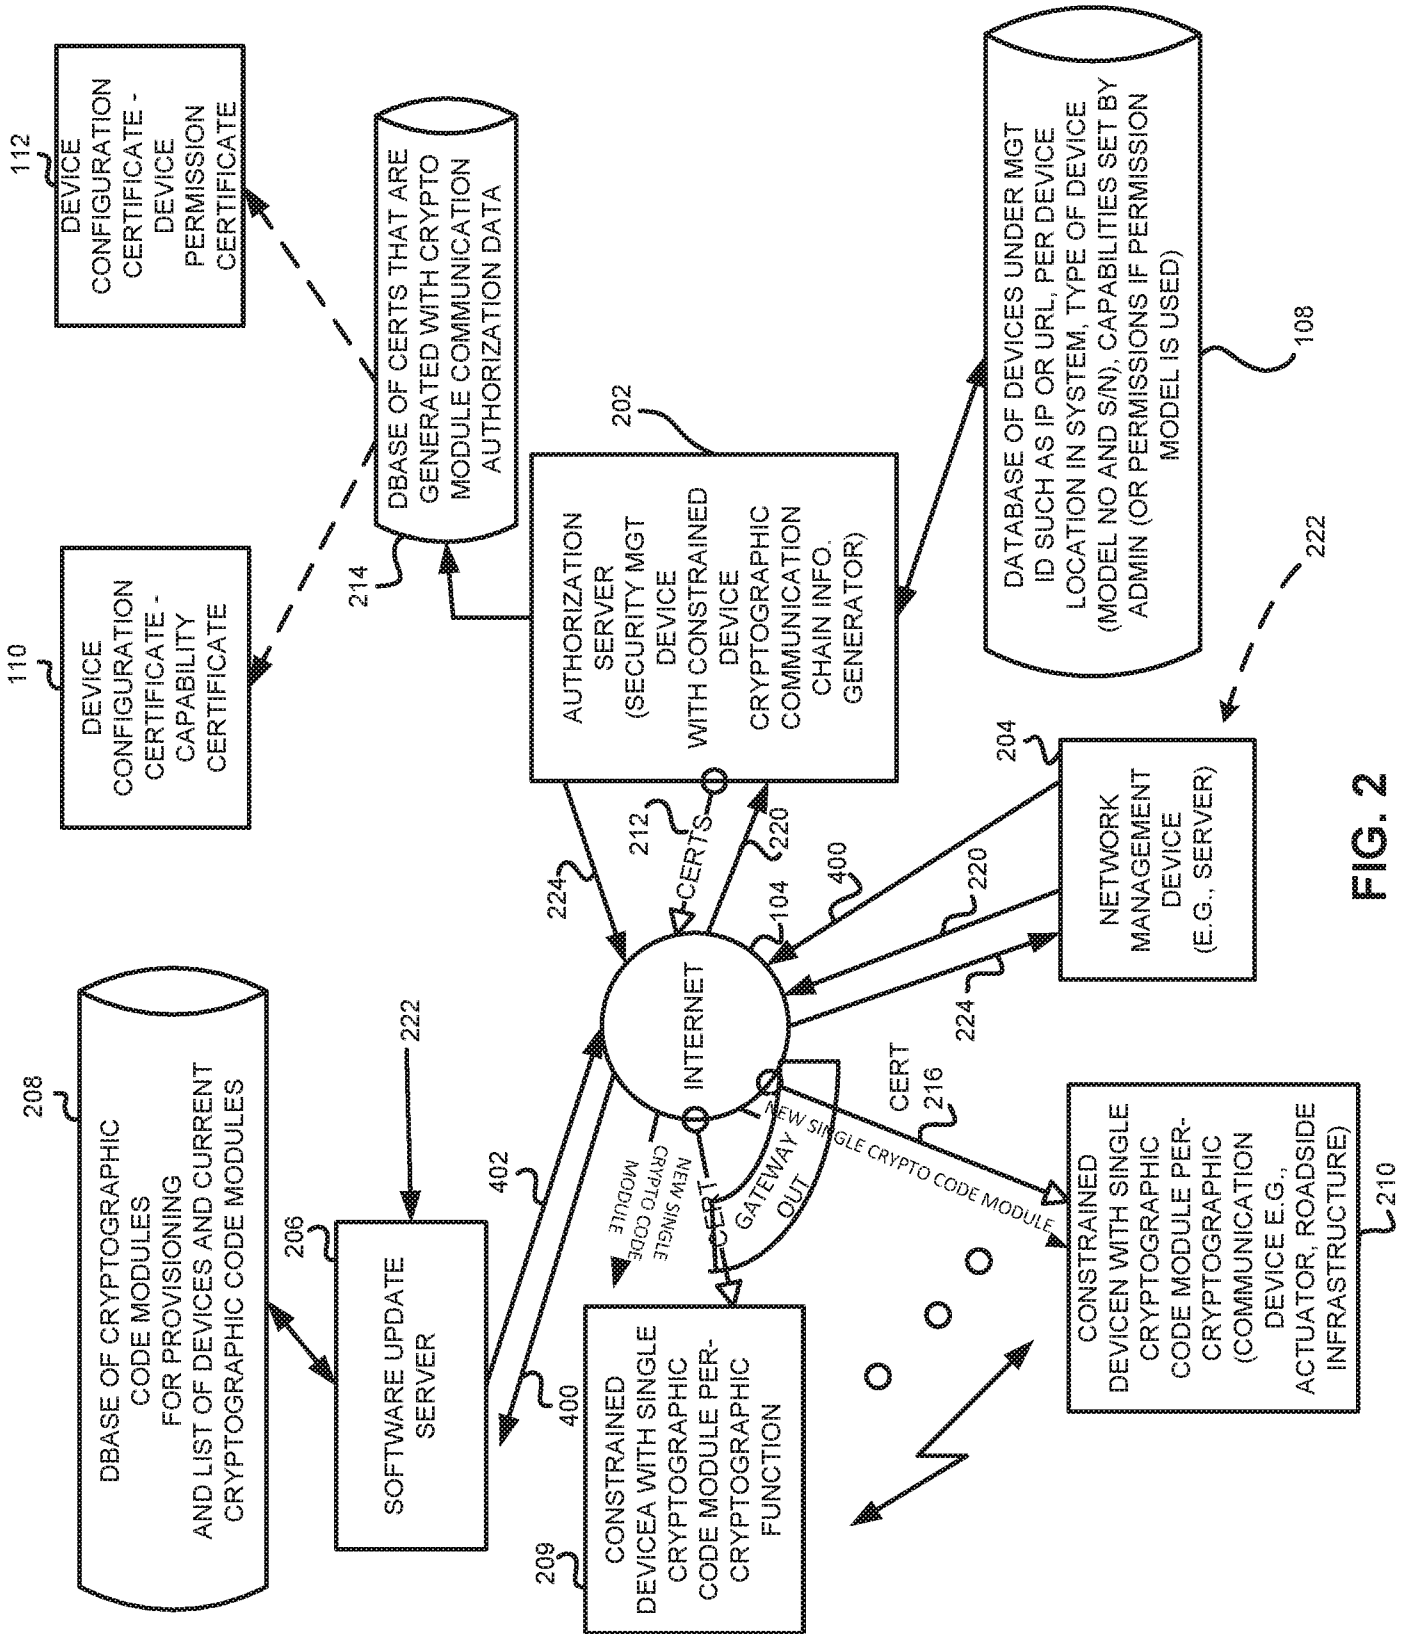 208
DBASE OF CRYPTOGRAPHIC
CODE MODULES
FOR PROVISIONING
AND LIST OF DEVICES AND CURRENT
CRYPTOGRAPHIC CODE MODULES
110
DEVICE
CONFIGURATION
CERTIFICATE -
CAPABILITY
CERTIFICATE
112
DEVICE
CONFIGURATION
CERTIFICATE -
DEVICE
PERMISSION
CERTIFICATE
206
SOFTWARE UPDATE
SERVER
222
214
DBASE OF CERTS THAT ARE
GENERATED WITH CRYPTO
MODULE COMMUNICATION
AUTHORIZATION DATA
402
400
224
212
CERTS
220
202
AUTHORIZATION
SERVER
(SECURITY MGT
DEVICE
WITH CONSTRAINED
DEVICE
CRYPTOGRAPHIC
COMMUNICATION
CHAIN INFO.
GENERATOR)
209
CONSTRAINED
DEVICEA WITH SINGLE
CRYPTOGRAPHIC
CODE MODULE PER-
CRYPTOGRAPHIC
FUNCTION
NEW SINGLE
CRYPTO CODE
MODULE
CERT
GATEWAY
OUT
INTERNET
104
NEW SINGLE CRYPTO CODE MODULE
CERT
216
400
220
224
204
NETWORK
MANAGEMENT
DEVICE
(E.G., SERVER)
222
DATABASE OF DEVICES UNDER MGT
ID SUCH AS IP OR URL, PER DEVICE
LOCATION IN SYSTEM, TYPE OF DEVICE
(MODEL NO AND S/N), CAPABILITIES SET BY
ADMIN (OR PERMISSIONS IF PERMISSION
MODEL IS USED)
108
CONSTRAINED
DEVICEN WITH SINGLE
CRYPTOGRAPHIC
CODE MODULE PER-
CRYPTOGRAPHIC
(COMMUNICATION
DEVICE E.G.,
ACTUATOR, ROADSIDE
INFRASTRUCTURE)
210
FIG. 2